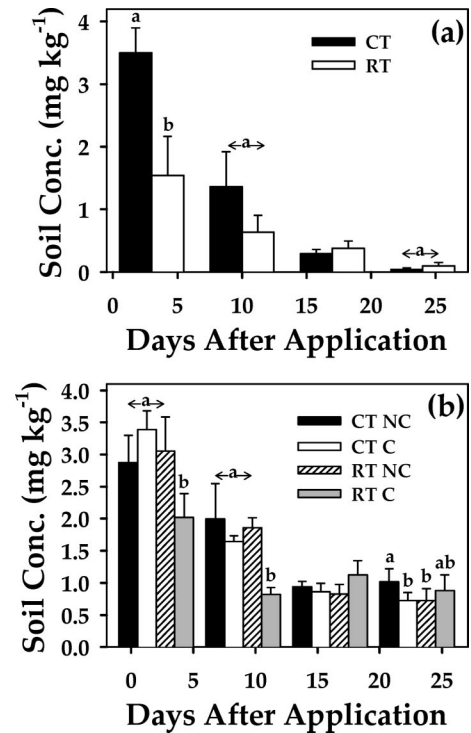 a
(a)
CT
RT
b
a
a
4
3
2
1
0
Soil Conc. (mg kg⁻¹)
0 5 10 15 20 25
Days After Application
(b)
CT NC
CT C
RT NC
RT C
a
b
a
b
a
b b
ab
4.0
3.5
3.0
2.5
2.0
1.5
1.0
0.5
0.0
Soil Conc. (mg kg⁻¹)
0 5 10 15 20 25
Days After Application